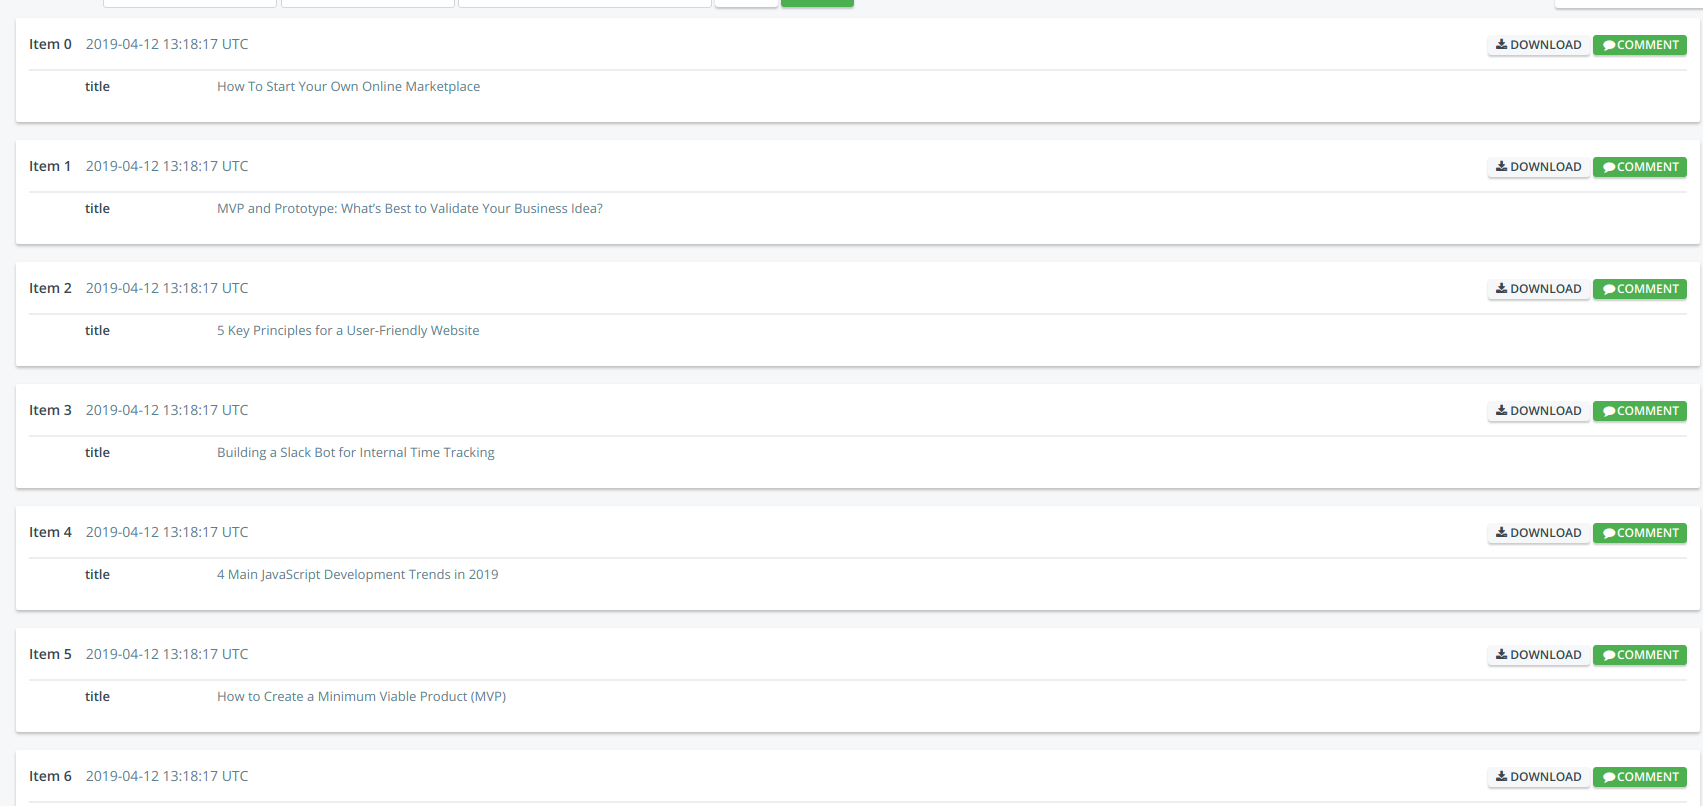 Item 0 2019-04-12 13:18:17 UTC DOWNLOAD COMMENT
title How To Start Your Own Online Marketplace
Item 1 2019-04-12 13:18:17 UTC DOWNLOAD COMMENT
title MVP and Prototype: What’s Best to Validate Your Business Idea?
Item 2 2019-04-12 13:18:17 UTC DOWNLOAD COMMENT
title 5 Key Principles for a User-Friendly Website
Item 3 2019-04-12 13:18:17 UTC DOWNLOAD COMMENT
title Building a Slack Bot for Internal Time Tracking
Item 4 2019-04-12 13:18:17 UTC DOWNLOAD COMMENT
title 4 Main JavaScript Development Trends in 2019
Item 5 2019-04-12 13:18:17 UTC DOWNLOAD COMMENT
title How to Create a Minimum Viable Product (MVP)
Item 6 2019-04-12 13:18:17 UTC DOWNLOAD COMMENT